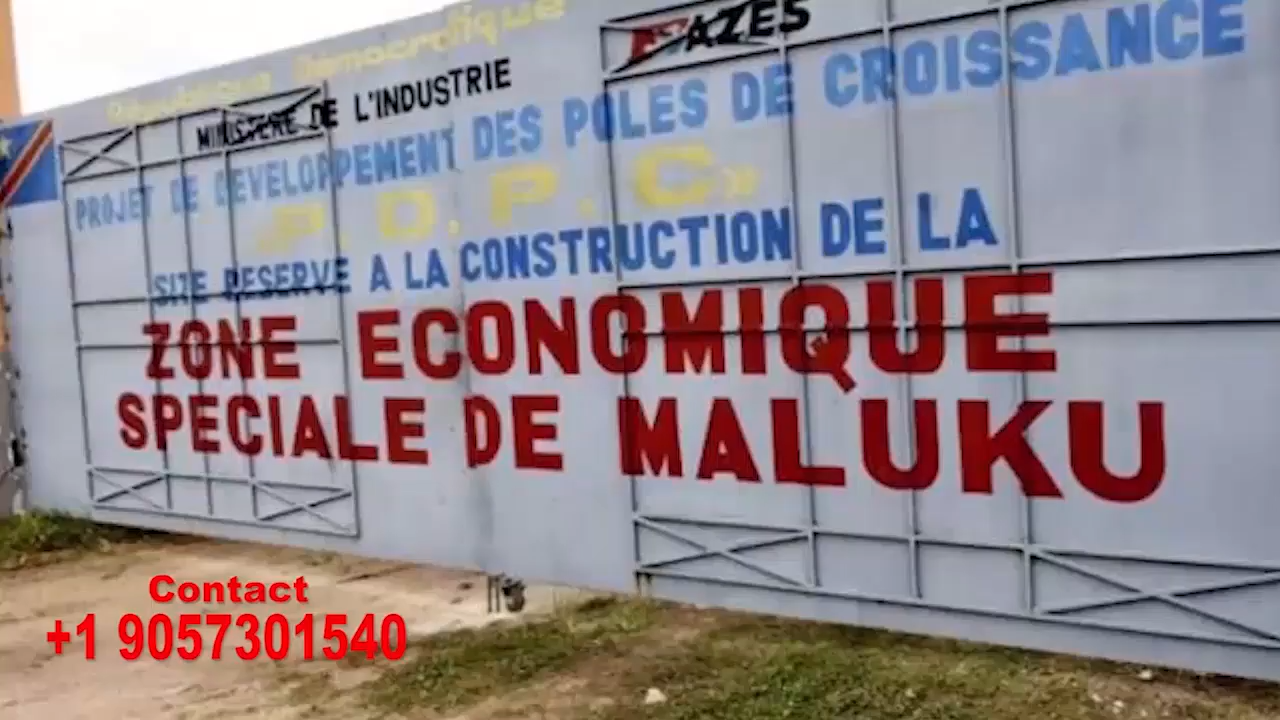 République Démocratique
AZES
MINISTERE DE L'INDUSTRIE
PROJET DE DEVELOPPEMENT DES POLES DE CROISSANCE
"P.D.P.C»
SITE RESERVE A LA CONSTRUCTION DE LA
ZONE ECONOMIQUE
SPECIALE DE MALUKU
Contact
+1 9057301540